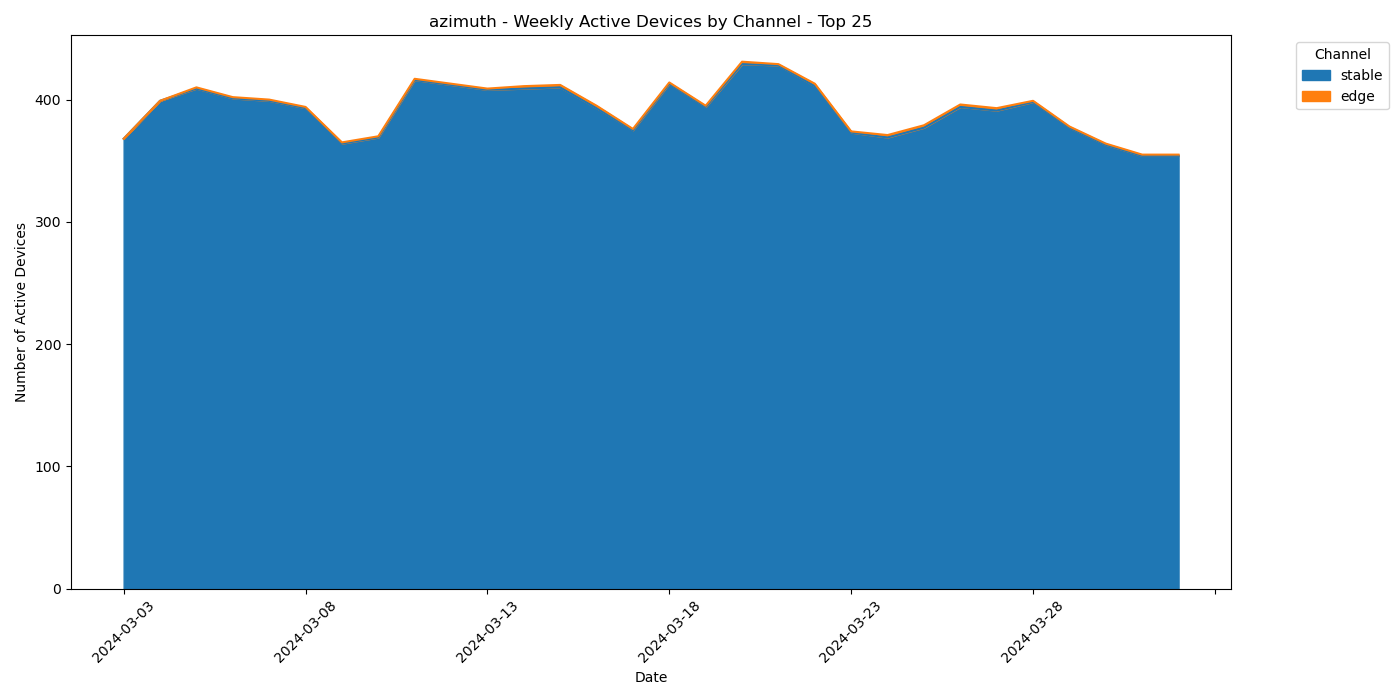 azimuth - Weekly Active Devices by Channel - Top 25
Channel
stable
edge
400
300
200
100
0
Number of Active Devices
2024-03-03
2024-03-08
2024-03-13
2024-03-18
2024-03-23
2024-03-28
Date